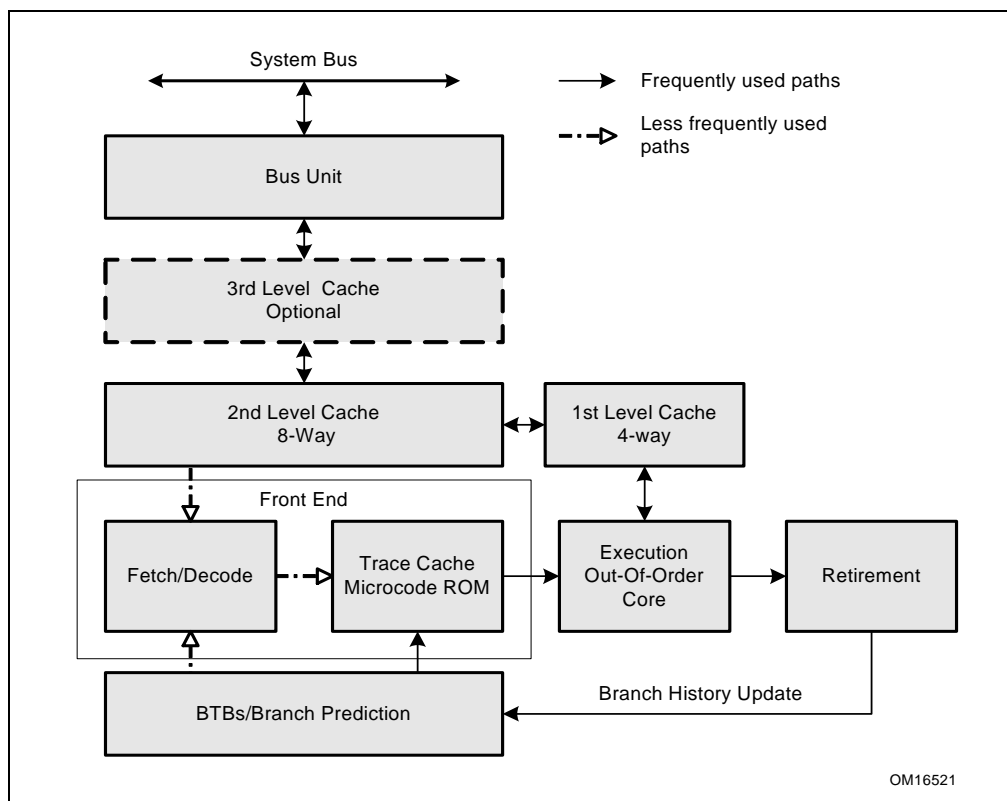 System Bus
Frequently used paths
Less frequently used
paths
Bus Unit
3rd Level Cache
Optional
2nd Level Cache
8-Way
1st Level Cache
4-way
Front End
Fetch/Decode
Trace Cache
Microcode ROM
Execution
Out-Of-Order
Core
Retirement
BTBs/Branch Prediction
Branch History Update
OM16521